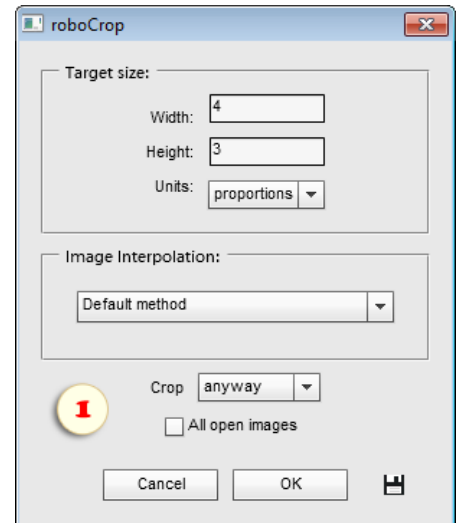 roboCrop
Target size:
Width: 4
Height: 3
Units: proportions
Image Interpolation:
Default method
Crop anyway
1
All open images
Cancel OK